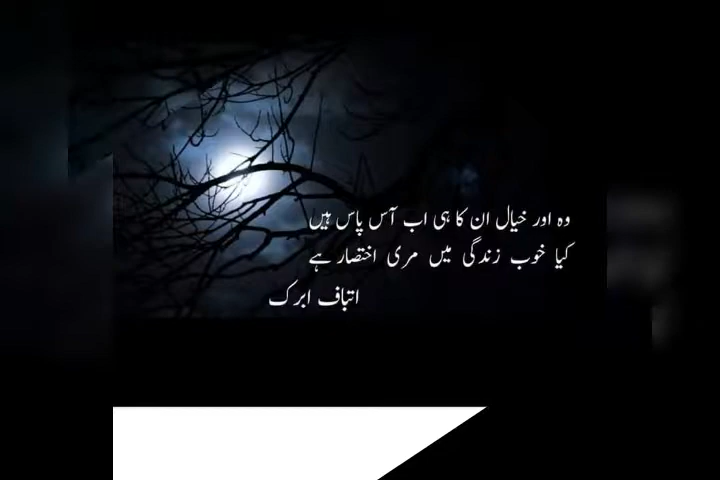 وہ اور خیال ان کا ہی اب آس پاس ہیں
کیا خوب زندگی میں مری اختصار ہے
اتباف ابرک